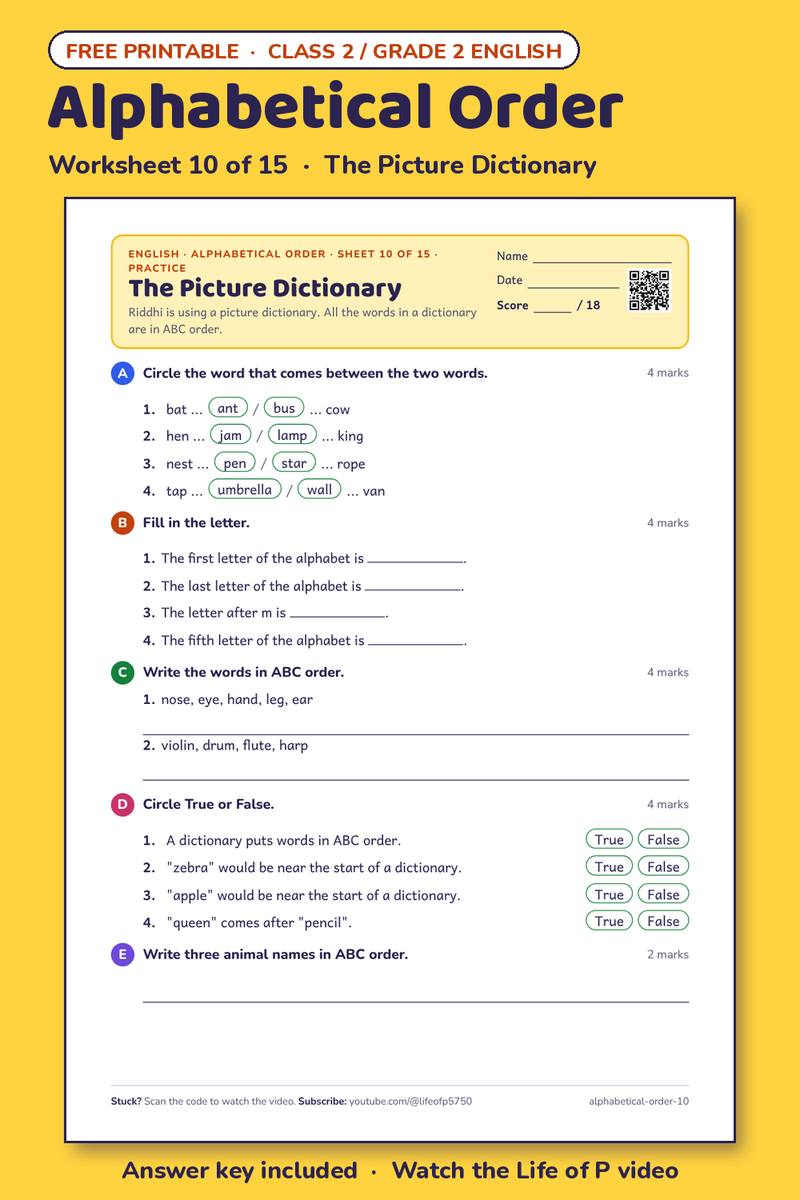 FREE PRINTABLE · CLASS 2 / GRADE 2 ENGLISH
Alphabetical Order
Worksheet 10 of 15 · The Picture Dictionary
ENGLISH · ALPHABETICAL ORDER · SHEET 10 OF 15 ·
PRACTICE
The Picture Dictionary
Riddhi is using a picture dictionary. All the words in a dictionary
are in ABC order.
Name ____________
Date ____________
Score ______ / 18
A Circle the word that comes between the two words. 4 marks
1. bat ... ant / bus ... cow
2. hen ... jam / lamp ... king
3. nest ... pen / star ... rope
4. tap ... umbrella / wall ... van
B Fill in the letter. 4 marks
1. The first letter of the alphabet is ____________.
2. The last letter of the alphabet is ____________.
3. The letter after m is ____________.
4. The fifth letter of the alphabet is ____________.
C Write the words in ABC order. 4 marks
1. nose, eye, hand, leg, ear
2. violin, drum, flute, harp
D Circle True or False. 4 marks
1. A dictionary puts words in ABC order. True False
2. "zebra" would be near the start of a dictionary. True False
3. "apple" would be near the start of a dictionary. True False
4. "queen" comes after "pencil". True False
E Write three animal names in ABC order. 2 marks
Stuck? Scan the code to watch the video. Subscribe: youtube.com/@lifeofp5750 alphabetical-order-10
Answer key included · Watch the Life of P video